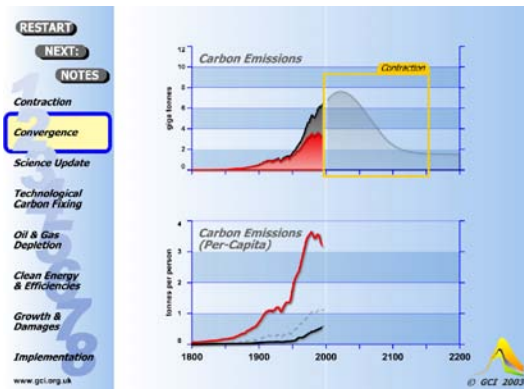 RESTART
NEXT:
NOTES
Contraction
Convergence
Science Update
Technological
Carbon Fixing
Oil & Gas
Depletion
Clean Energy
& Efficiencies
Growth &
Damages
Implementation
www.gci.org.uk
Carbon Emissions
Contraction
giga tonnes
12
10
8
6
4
2
0
Carbon Emissions
(Per-Capita)
tonnes per person
4
3
2
1
0
1800
1900
2000
2100
2200
© GCI 2005